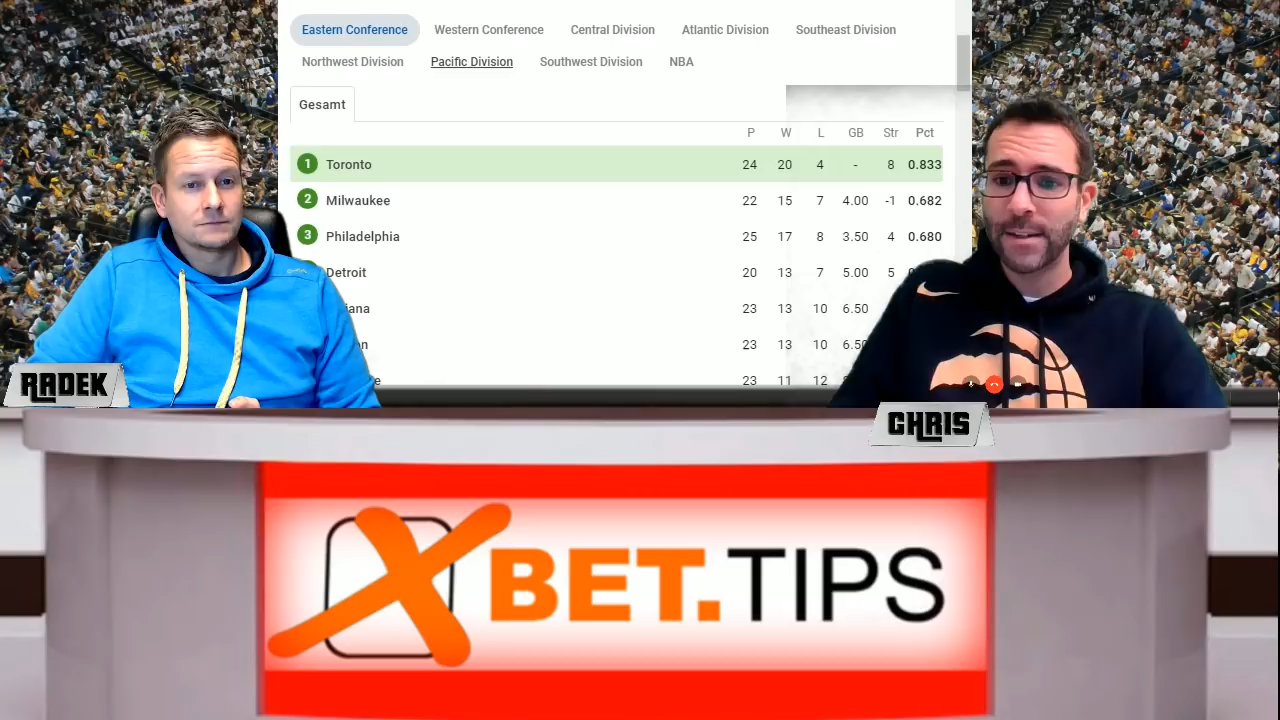 Eastern Conference Western Conference Central Division Atlantic Division Southeast Division
Northwest Division Pacific Division Southwest Division NBA
Gesamt
P W L GB Str Pct
1 Toronto 24 20 4 - 8 0.833
2 Milwaukee 22 15 7 4.00 -1 0.682
3 Philadelphia 25 17 8 3.50 4 0.680
Detroit 20 13 7 5.00 5
23 13 10 6.50
23 13 10
23 11 12
RADEK
CHRIS
XBET.TIPS